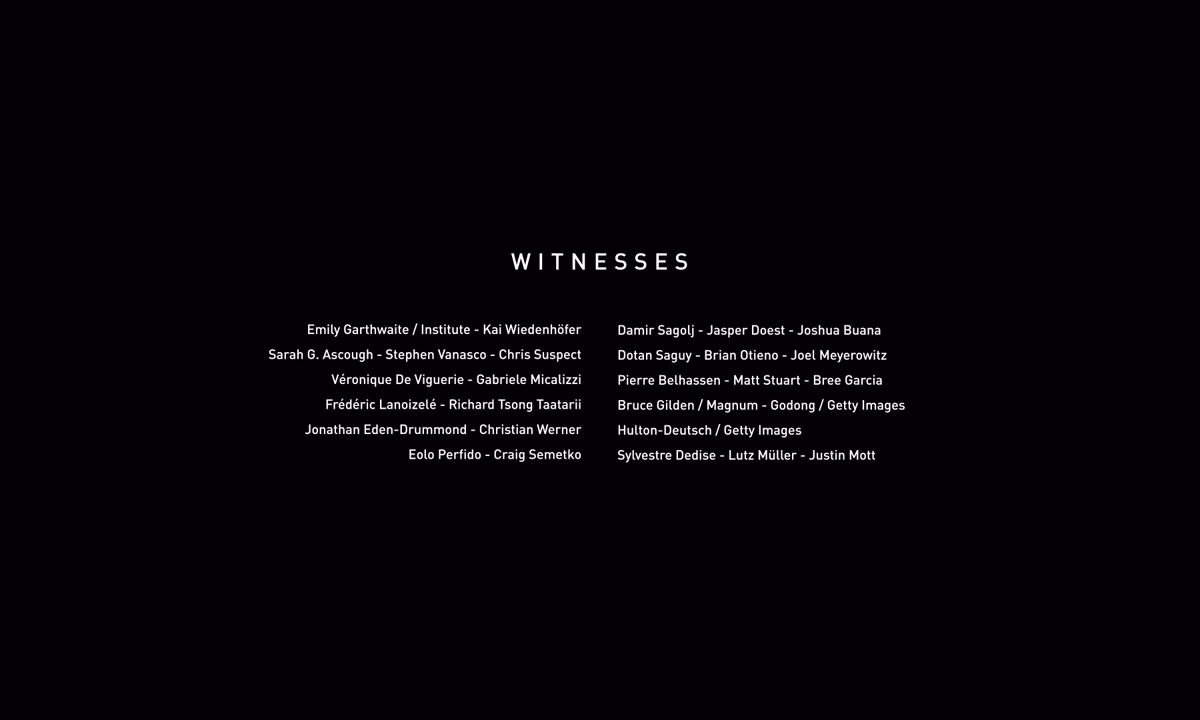 WITNESSES
Emily Garthwaite / Institute - Kai Wiedenhöfer
Sarah G. Ascough - Stephen Vanasco - Chris Suspect
Véronique De Viguerie - Gabriele Micalizzi
Frédéric Lanoizelé - Richard Tsong Taatarii
Jonathan Eden-Drummond - Christian Werner
Eolo Perfido - Craig Semetko
Damir Sagolj - Jasper Doest - Joshua Buana
Dotan Saguy - Brian Otieno - Joel Meyerowitz
Pierre Belhassen - Matt Stuart - Bree Garcia
Bruce Gilden / Magnum - Godong / Getty Images
Hulton-Deutsch / Getty Images
Sylvestre Dedise - Lutz Müller - Justin Mott